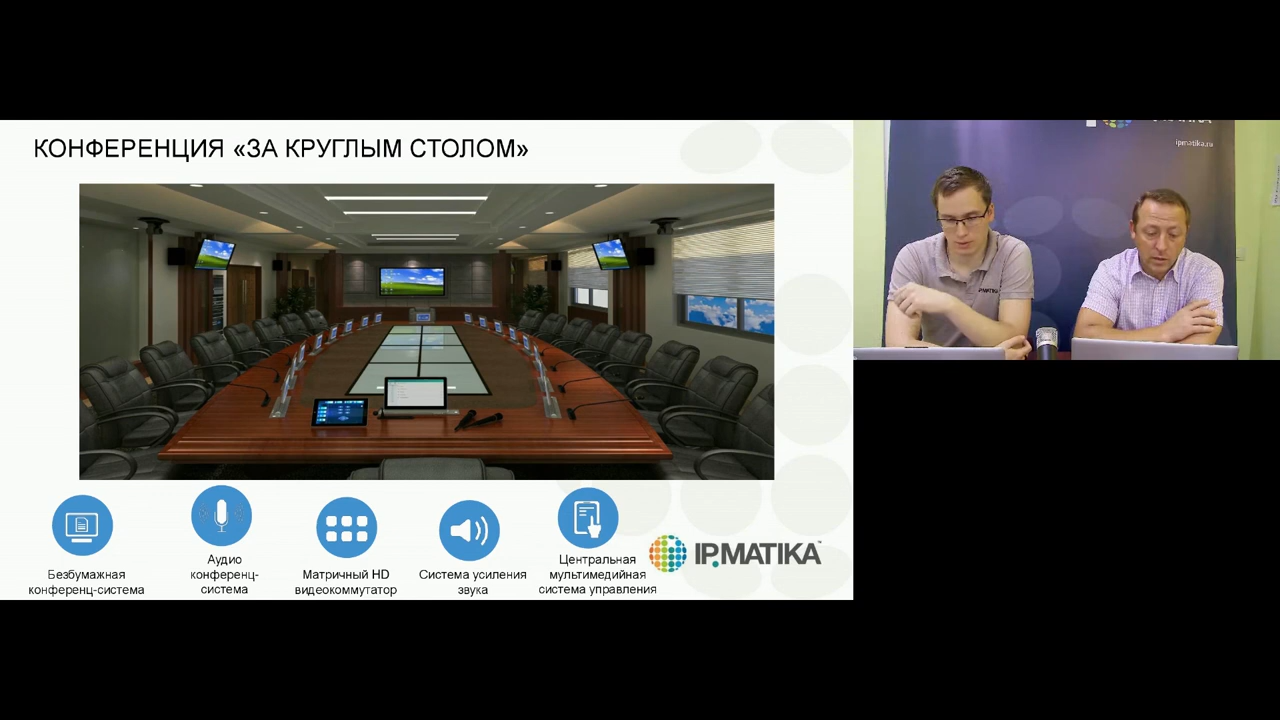 КОНФЕРЕНЦИЯ «ЗА КРУГЛЫМ СТОЛОМ»
Безбумажная
конференц-система
Аудио
конференц-
система
Матричный HD
видеокоммутатор
Система усиления
звука
Центральная
мультимедийная
система управления
IP.MATIKA™
ipmatika.ru